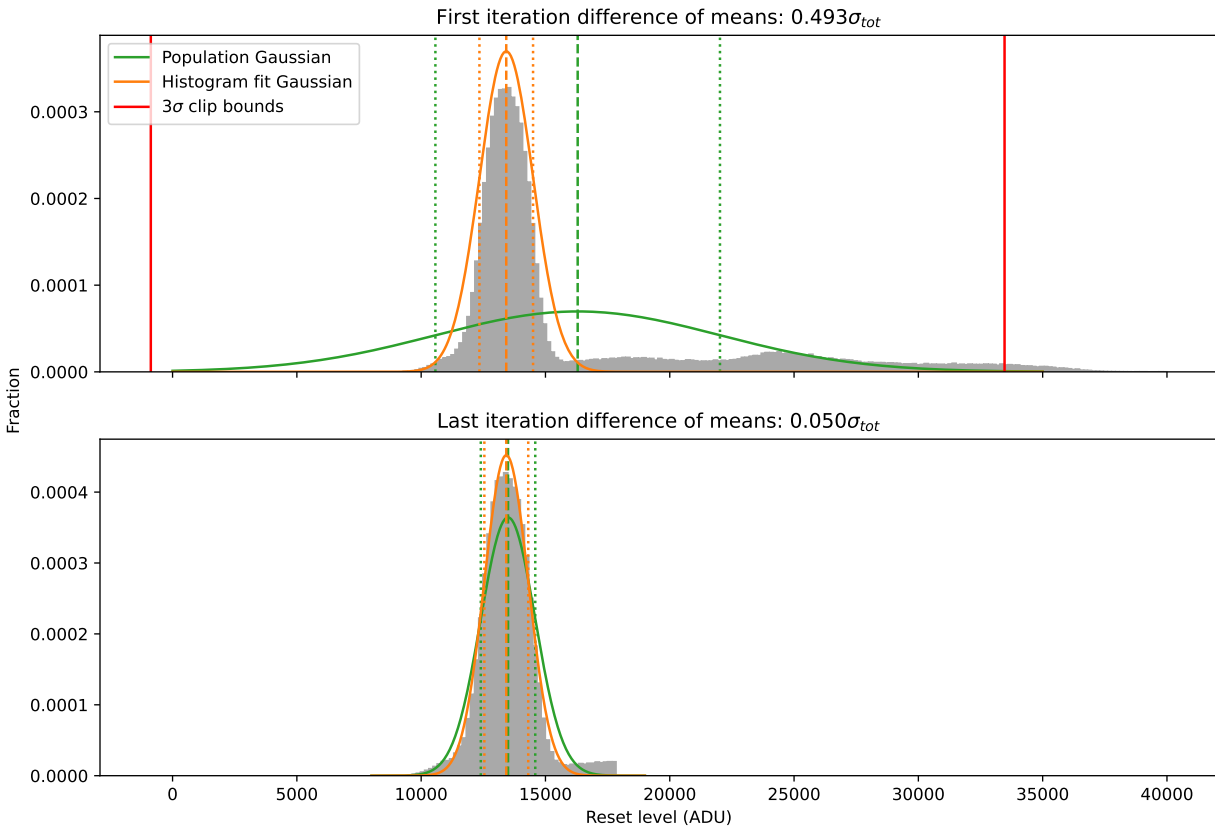 First iteration difference of means: 0.493σtot
Population Gaussian
Histogram fit Gaussian
3σ clip bounds
0.0003
0.0002
0.0001
0.0000
Fraction
Last iteration difference of means: 0.050σtot
0.0004
0.0003
0.0002
0.0001
0.0000
0 5000 10000 15000 20000 25000 30000 35000 40000
Reset level (ADU)